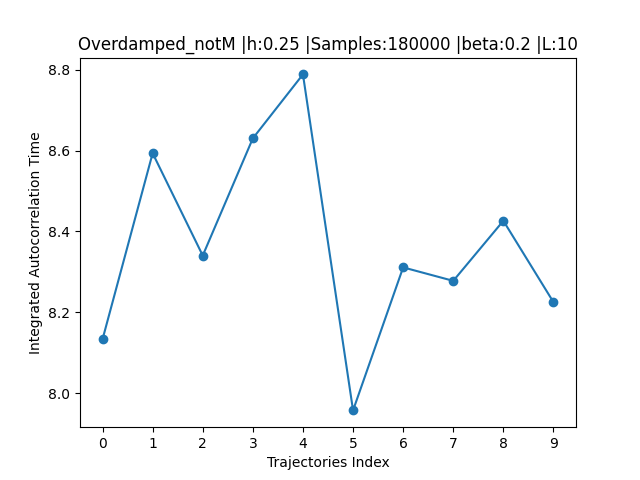 Overdamped_notM |h:0.25 |Samples:180000 |beta:0.2 |L:10
Integrated Autocorrelation Time
8.8
8.6
8.4
8.2
8.0
0 1 2 3 4 5 6 7 8 9
Trajectories Index